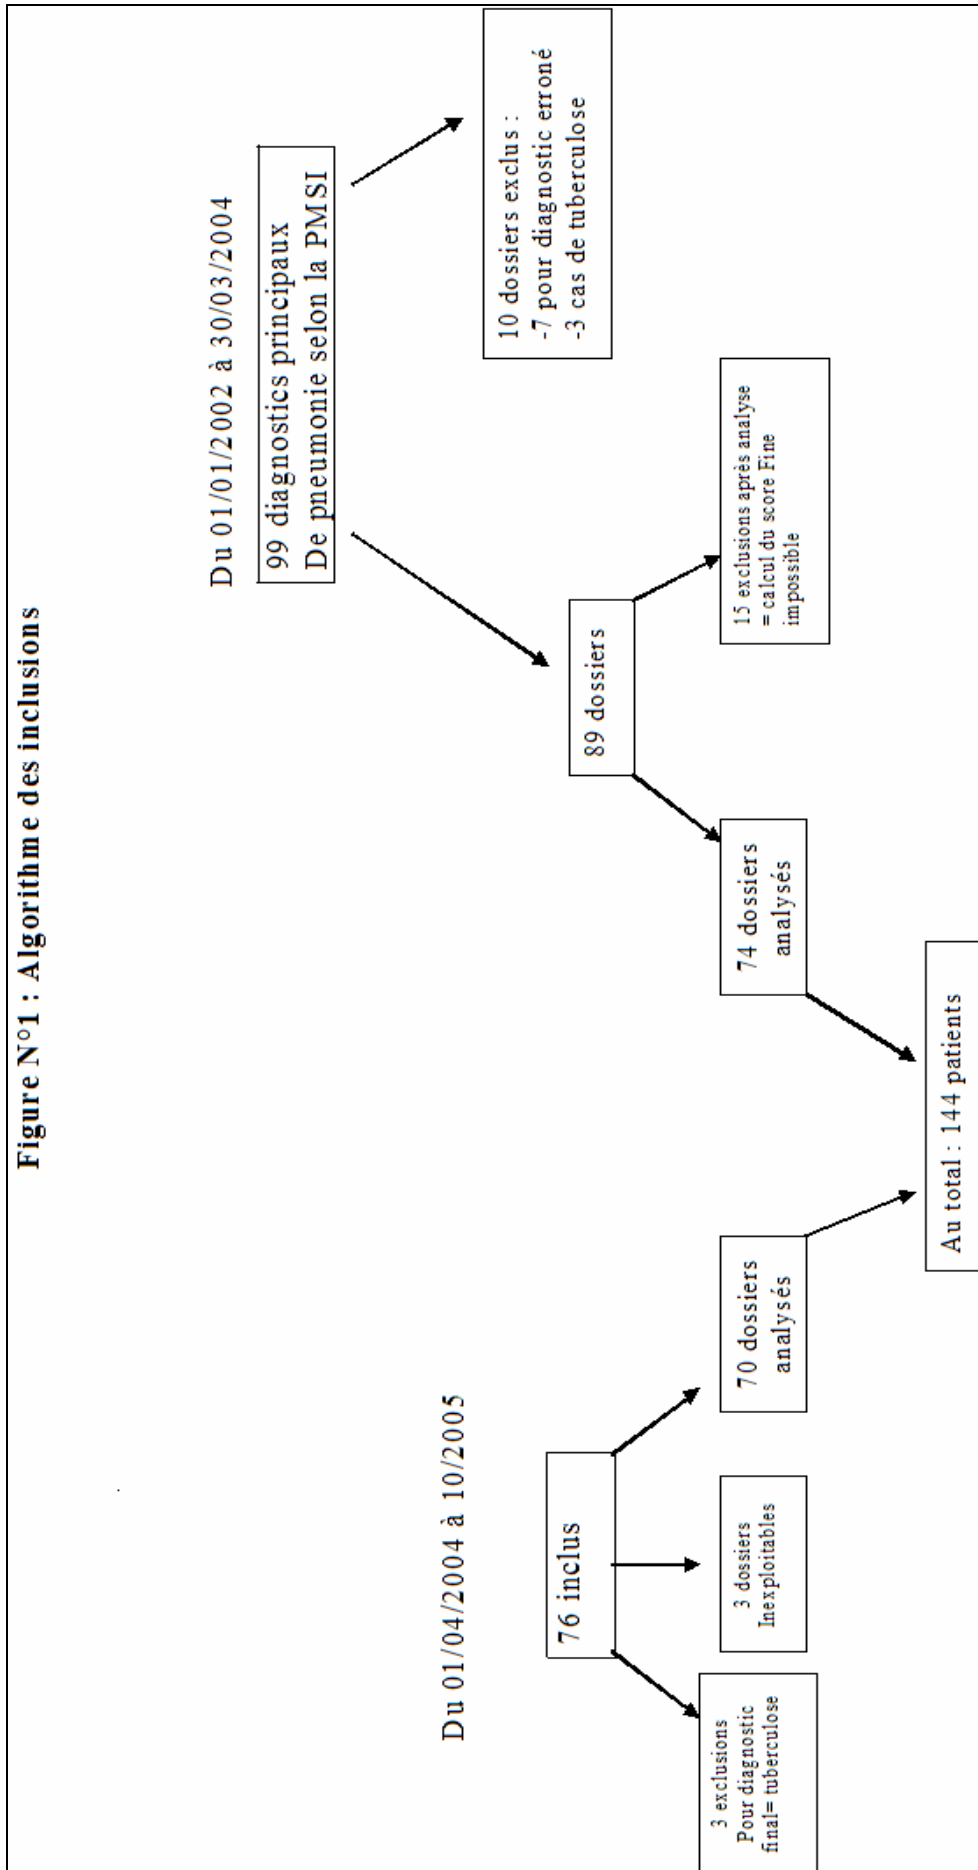 Figure N°1 : Algorithme des inclusions
Du 01/01/2002 à 30/03/2004
99 diagnostics principaux
De pneumonie selon la PMSI
10 dossiers exclus :
-7 pour diagnostic erroné
-3 cas de tuberculose
89 dossiers
15 exclusions après analyse
= calcul du score Fine
impossible
74 dossiers
analysés
Du 01/04/2004 à 10/2005
76 inclus
3 exclusions
Pour diagnostic
final= tuberculose
3 dossiers
Inexploitables
70 dossiers
analysés
Au total : 144 patients